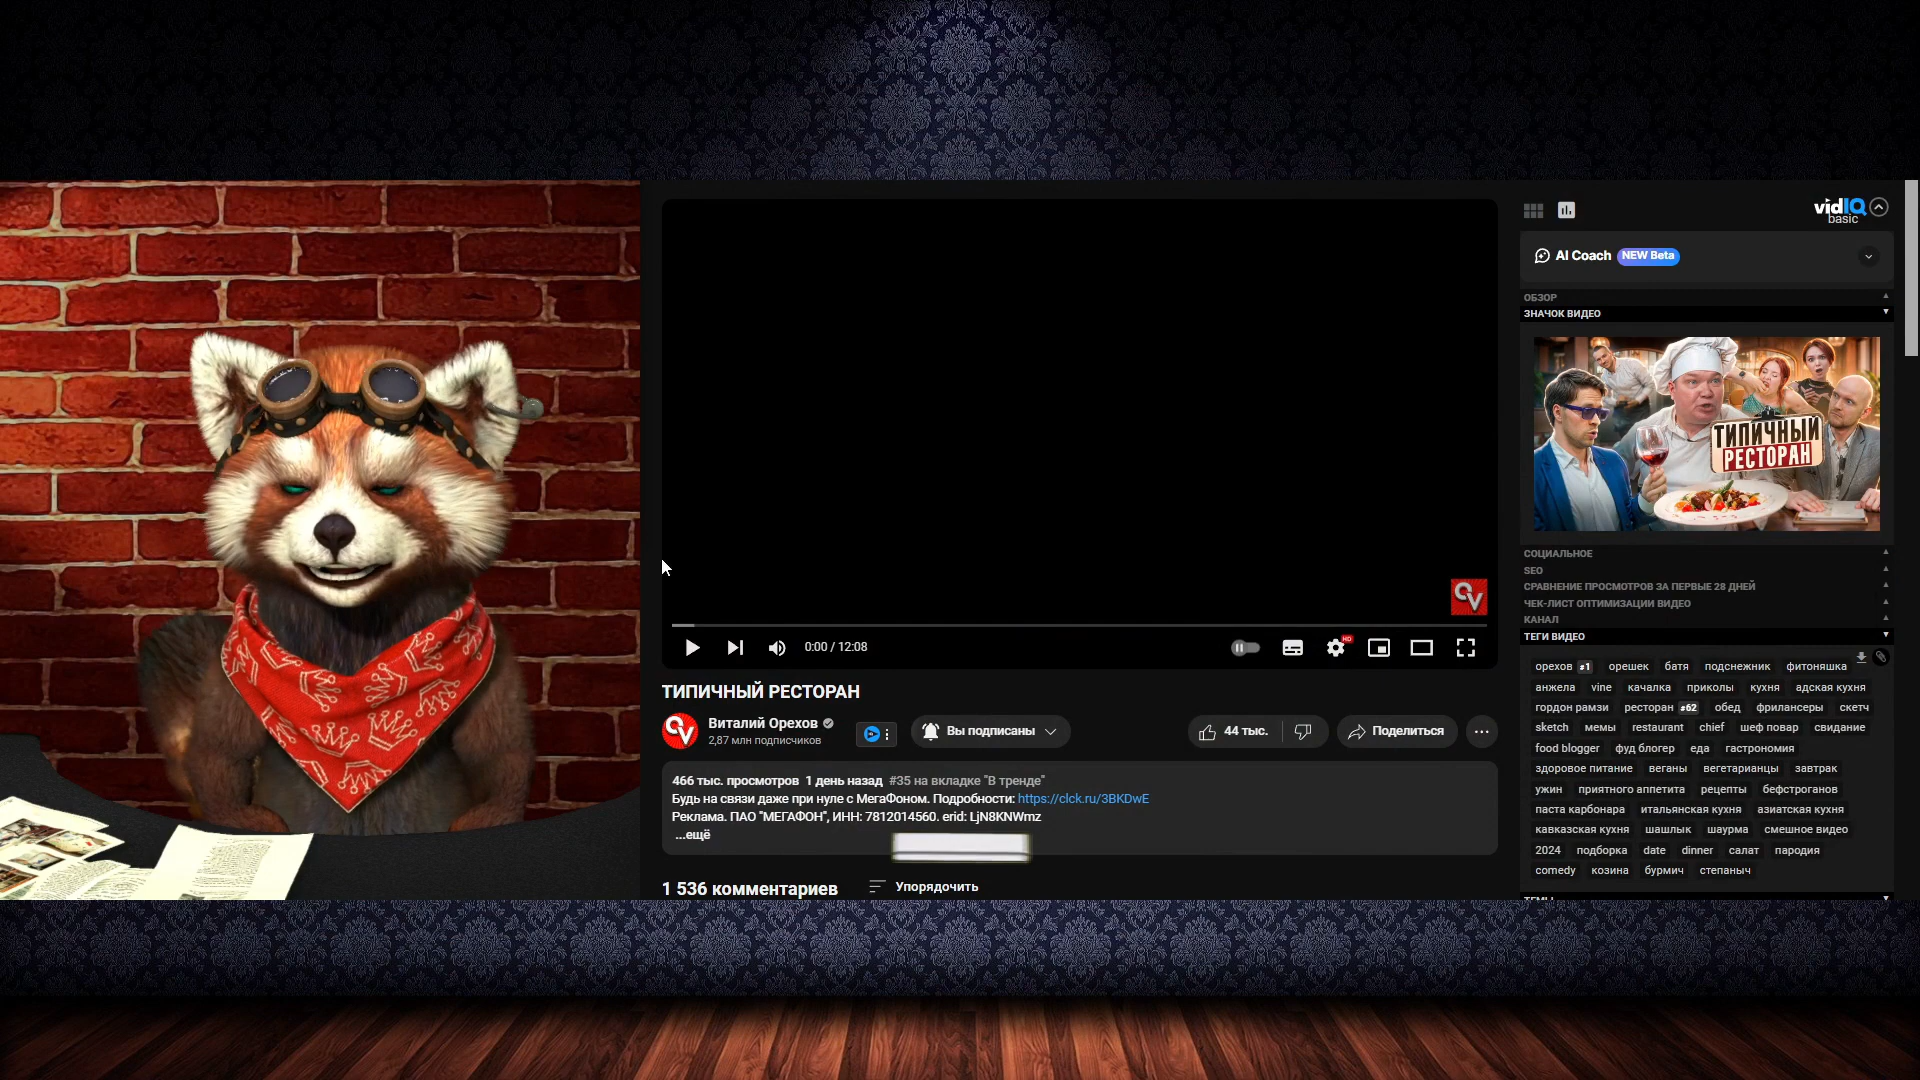 vidIQ
basic
AI Coach NEW Beta
ОБЗОР
ЗНАЧОК ВИДЕО
ТИПИЧНЫЙ
РЕСТОРАН
СОЦИАЛЬНОЕ
SEO
СРАВНЕНИЕ ПРОСМОТРОВ ЗА ПЕРВЫЕ 28 ДНЕЙ
ЧЕК-ЛИСТ ОПТИМИЗАЦИИ ВИДЕО
КАНАЛ
ТЕГИ ВИДЕО
орехов #1 орешек батя подснежник фитоняшка
анжела vine качалка приколы кухня адская кухня
гордон рамзи ресторан #62 обед фрилансеры скетч
sketch мемы restaurant chief шеф повар свидание
food blogger фуд блогер еда гастрономия
здоровое питание веганы вегетарианцы завтрак
ужин приятного аппетита рецепты бефстроганов
паста карбонара итальянская кухня азиатская кухня
кавказская кухня шашлык шаурма смешное видео
2024 подборка date dinner салат пародия
comedy козина бурмич степаныч
ТЕМЫ
OV
0:00 / 12:08
HD
ТИПИЧНЫЙ РЕСТОРАН
OV
Виталий Орехов
2,87 млн подписчиков
Вы подписаны
44 тыс.
Поделиться
466 тыс. просмотров 1 день назад #35 на вкладке "В тренде"
Будь на связи даже при нуле с МегаФоном. Подробности: https://clck.ru/3BKDwE
Реклама. ПАО "МЕГАФОН", ИНН: 7812014560. erid: LjN8KNWmz
...ещё
1 536 комментариев
Упорядочить